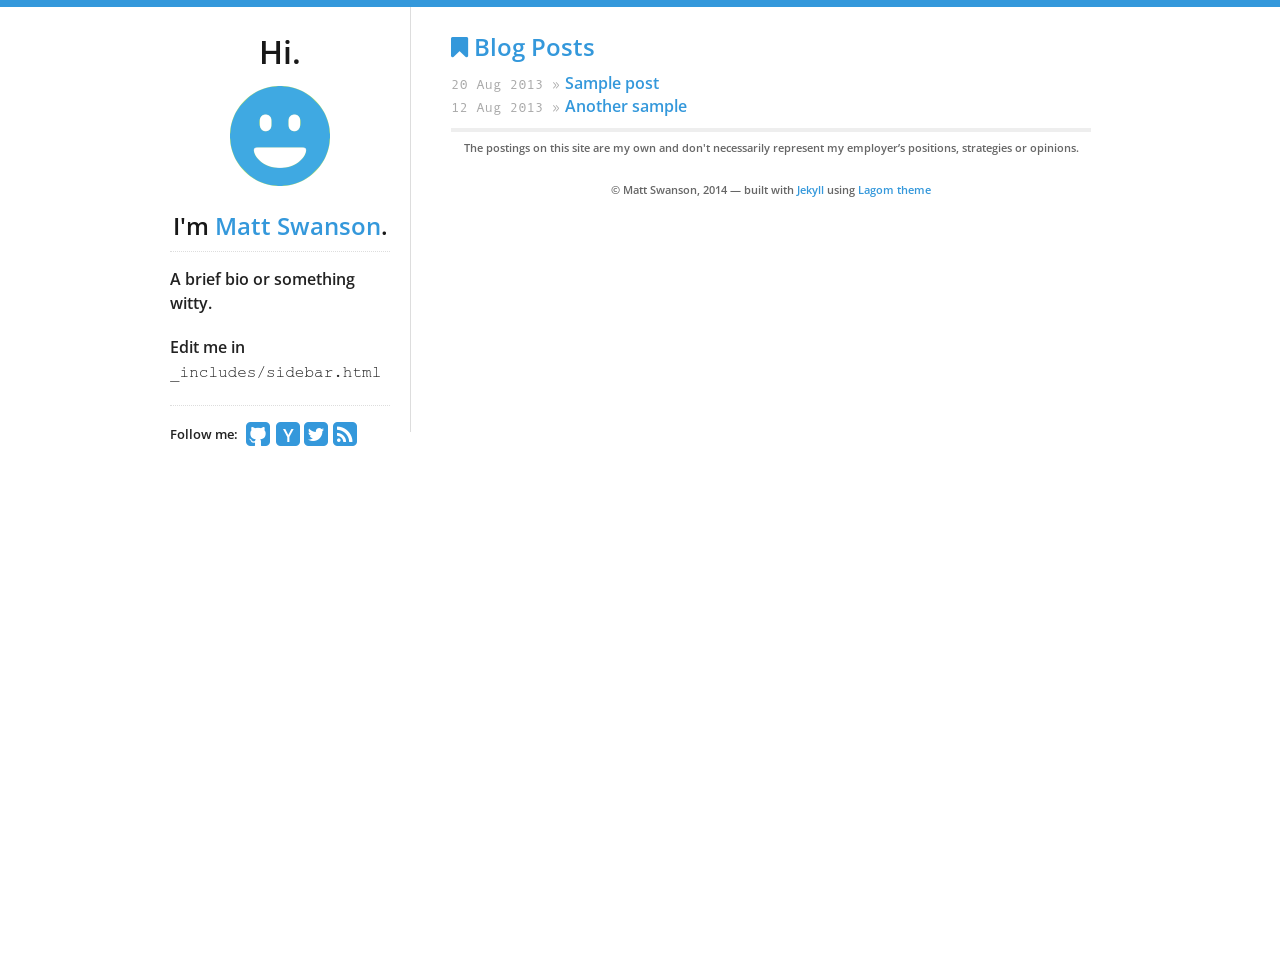 Hi.
I'm Matt Swanson.
A brief bio or something
witty.
Edit me in
_includes/sidebar.html
Follow me: Y
Blog Posts
20 Aug 2013 » Sample post
12 Aug 2013 » Another sample
The postings on this site are my own and don't necessarily represent my employer’s positions, strategies or opinions.
© Matt Swanson, 2014 — built with Jekyll using Lagom theme